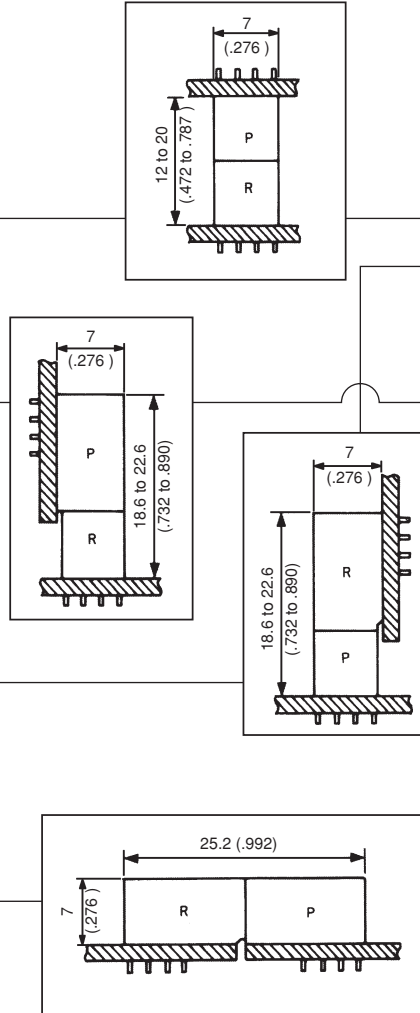 7
(.276 )
12 to 20
(.472 to .787 )
P
R
7
(.276 )
18.6 to 22.6
(.732 to .890)
P
R
7
(.276 )
18.6 to 22.6
(.732 to .890)
R
P
25.2 (.992)
7
(.276 )
R
P